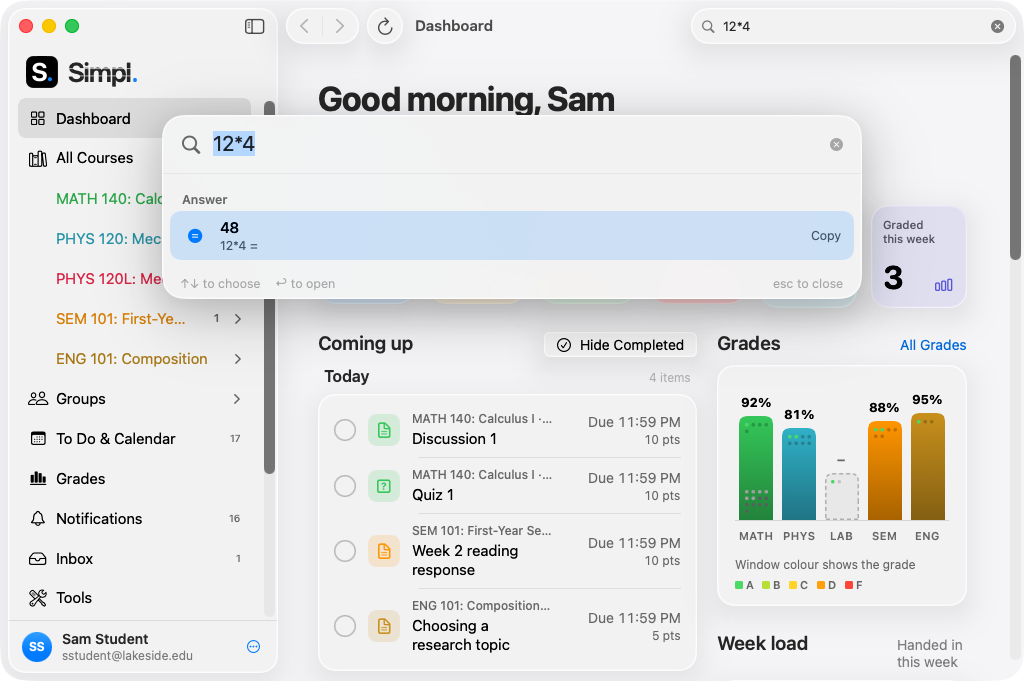 Dashboard
12*4
S.
Simpl.
Good morning, Sam
Dashboard
All Courses
MATH 140: Calc
PHYS 120: Mec
PHYS 120L: Me
SEM 101: First-Ye... 1
ENG 101: Composition
Groups
To Do & Calendar 17
Grades
Notifications 16
Inbox 1
Tools
SS
Sam Student
sstudent@lakeside.edu
12*4
Answer
48
12*4 =
Copy
↑↓ to choose ↩ to open
esc to close
Graded
this week
3
Coming up
Hide Completed
Today
4 items
MATH 140: Calculus I ·...
Discussion 1
Due 11:59 PM
10 pts
MATH 140: Calculus I ·...
Quiz 1
Due 11:59 PM
10 pts
SEM 101: First-Year Se...
Week 2 reading
response
Due 11:59 PM
10 pts
ENG 101: Composition...
Choosing a
research topic
Due 11:59 PM
5 pts
Grades
All Grades
92% 81% – 88% 95%
MATH PHYS LAB SEM ENG
Window colour shows the grade
A B C D F
Week load
Handed in
this week